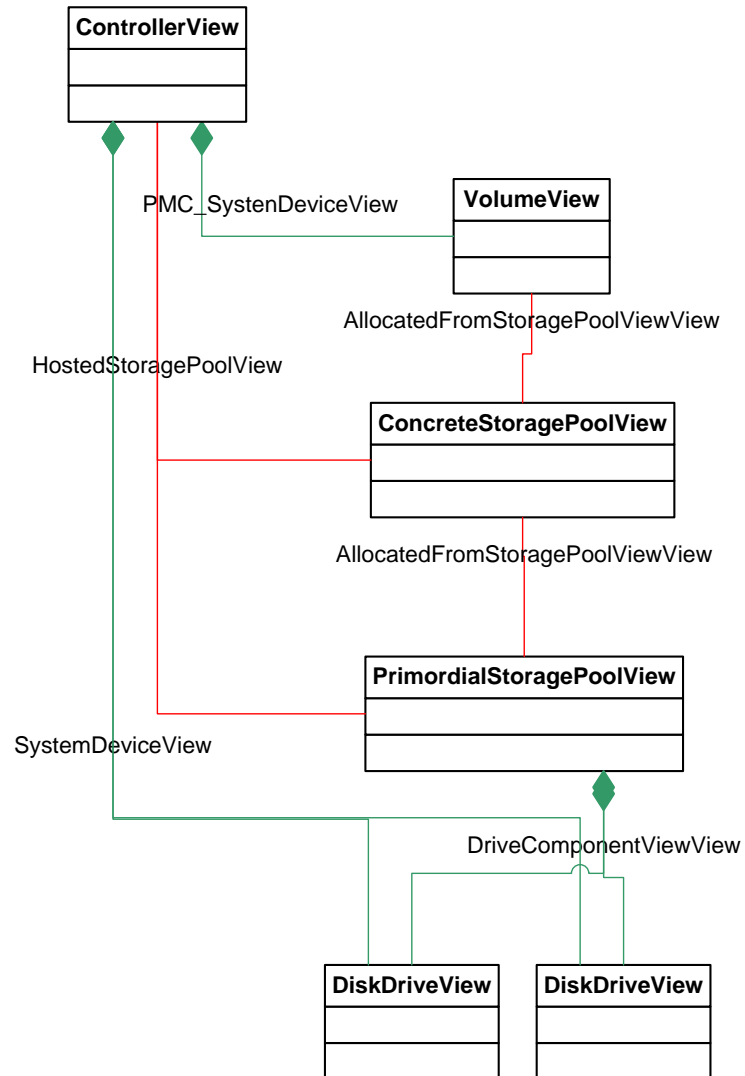 ControllerView
PMC_SystenDeviceView
VolumeView
AllocatedFromStoragePoolViewView
HostedStoragePoolView
ConcreteStoragePoolView
AllocatedFromStoragePoolViewView
PrimordialStoragePoolView
SystemDeviceView
DriveComponentViewView
DiskDriveView
DiskDriveView